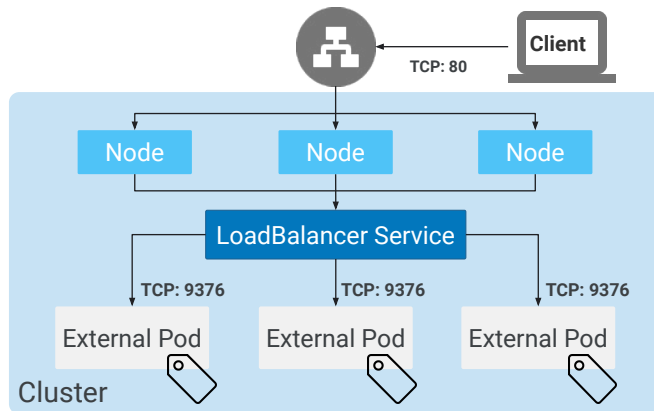 Client
TCP: 80
Node
Node
Node
LoadBalancer Service
TCP: 9376
TCP: 9376
TCP: 9376
External Pod
External Pod
External Pod
Cluster